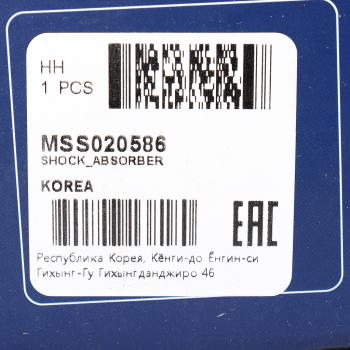 HH
1 PCS
MSS020586
SHOCK_ABSORBER
KOREA
EAC
Республика Корея, Кёнги-до Ёнгин-си
Гихынг-Гу Гихынгданджиро 46